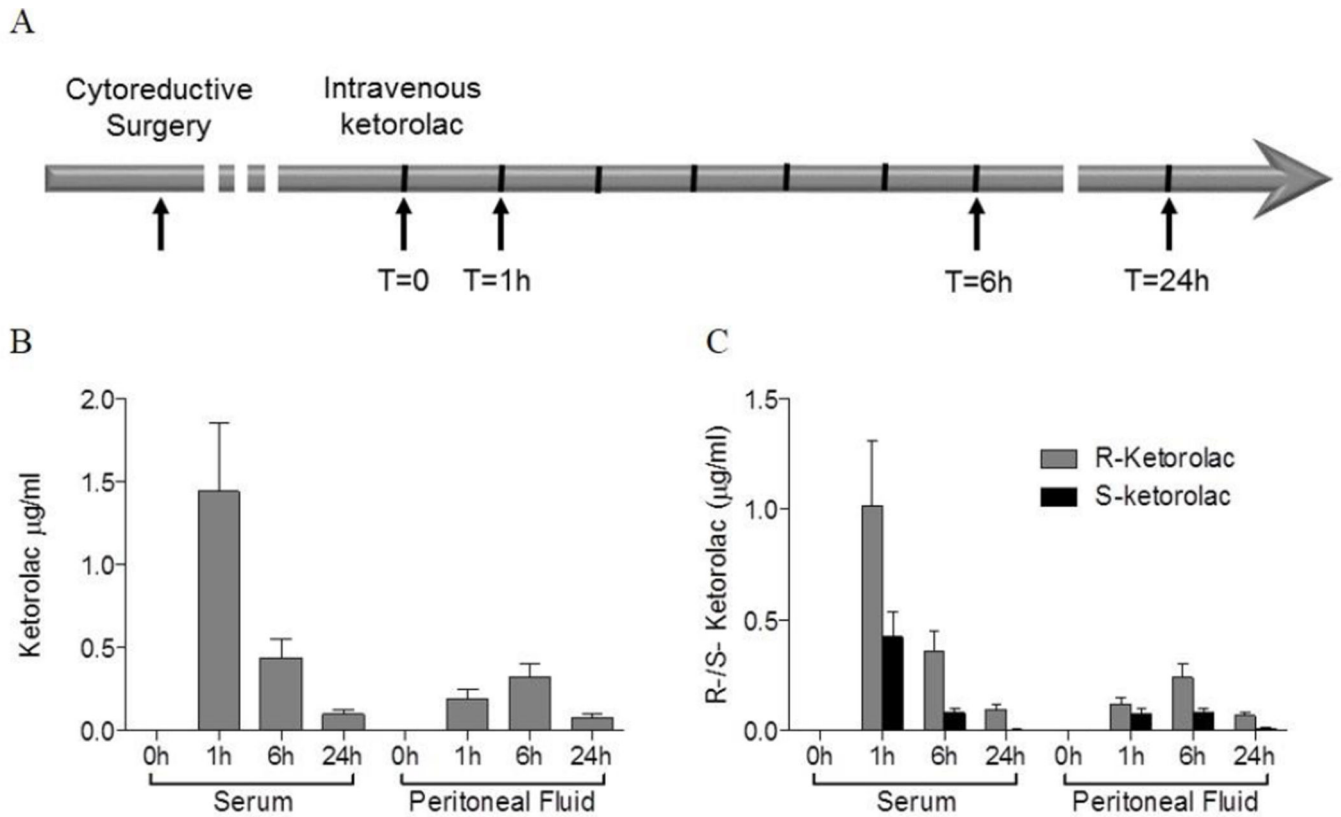 A
Cytoreductive
Surgery
Intravenous
ketorolac
T=0
T=1h
T=6h
T=24h
B
Ketorolac μg/ml
2.0
1.5
1.0
0.5
0.0
0h
1h
6h
24h
0h
1h
6h
24h
Serum
Peritoneal Fluid
C
R-/S- Ketorolac (μg/ml)
1.5
1.0
0.5
0.0
R-Ketorolac
S-ketorolac
0h
1h
6h
24h
0h
1h
6h
24h
Serum
Peritoneal Fluid